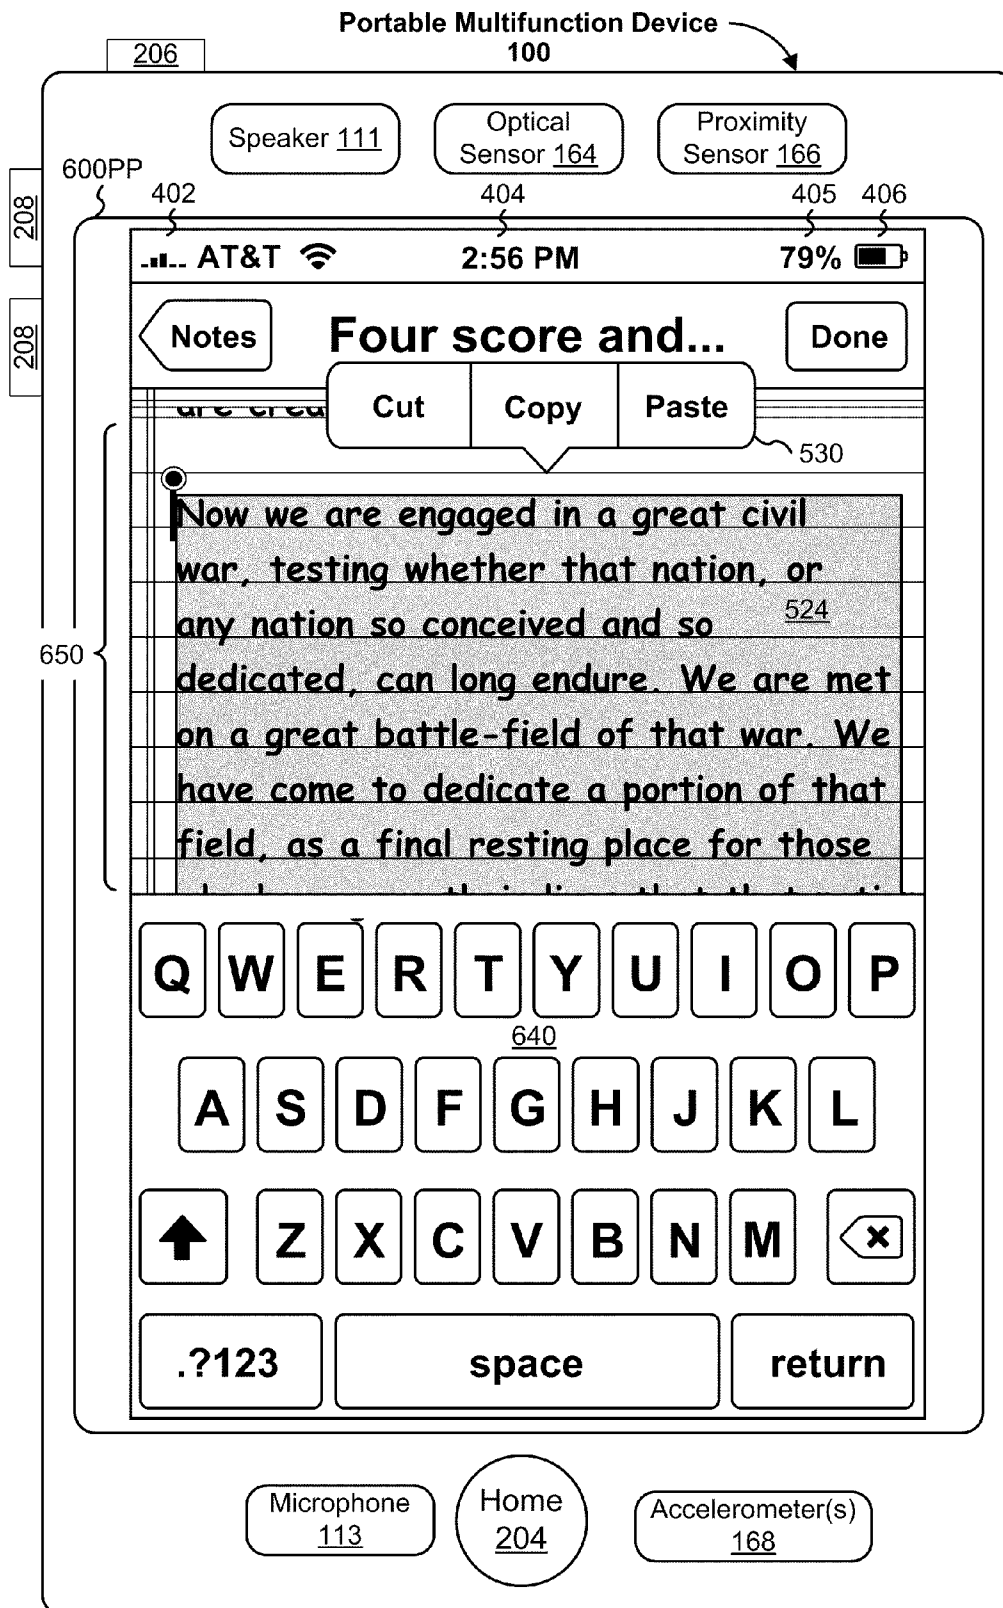 Portable Multifunction Device
100
206
Speaker 111
Optical
Sensor 164
Proximity
Sensor 166
600PP
402
404
405
406
208
AT&T
2:56 PM
79%
208
Notes
Four score and...
Done
are crea
Cut
Copy
Paste
530
Now we are engaged in a great civil
war, testing whether that nation, or
524
any nation so conceived and so
650
dedicated, can long endure. We are met
on a great battle-field of that war. We
have come to dedicate a portion of that
field, as a final resting place for those
Q W E R T Y U I O P
640
A S D F G H J K L
Z X C V B N M
.?123
space
return
Microphone
113
Home
204
Accelerometer(s)
168